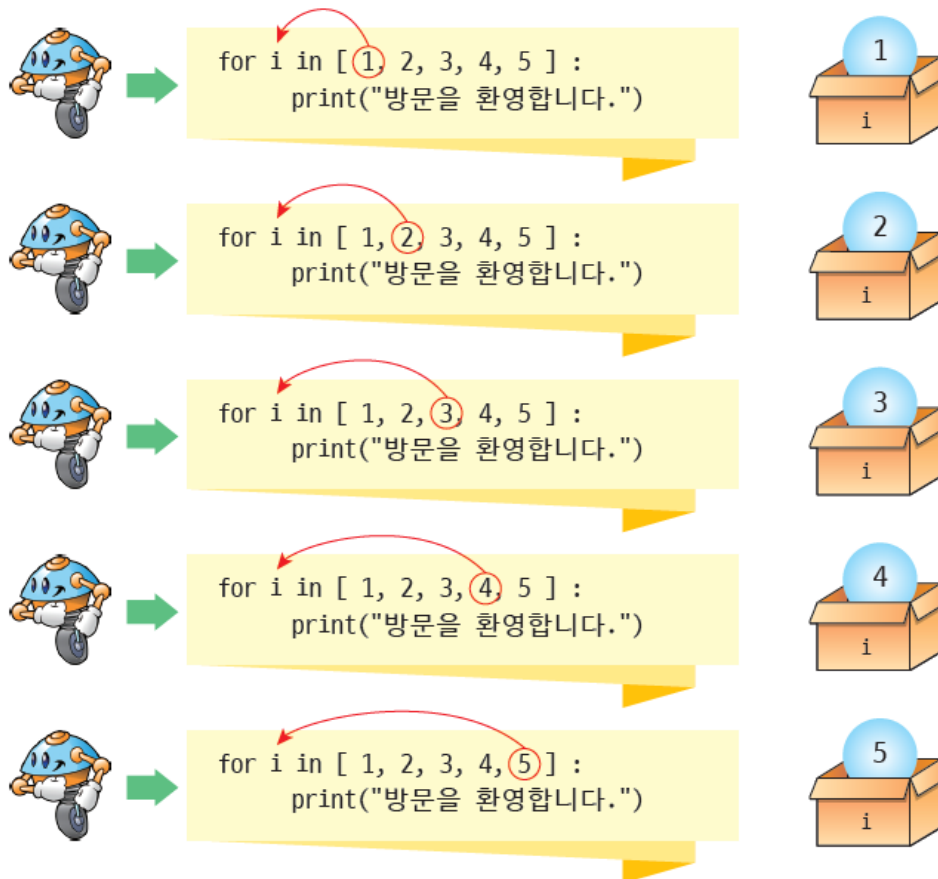 for i in [ 1, 2, 3, 4, 5 ] :
print("방문을 환영합니다.")
1
i
for i in [ 1, 2, 3, 4, 5 ] :
print("방문을 환영합니다.")
2
i
for i in [ 1, 2, 3, 4, 5 ] :
print("방문을 환영합니다.")
3
i
for i in [ 1, 2, 3, 4, 5 ] :
print("방문을 환영합니다.")
4
i
for i in [ 1, 2, 3, 4, 5 ] :
print("방문을 환영합니다.")
5
i